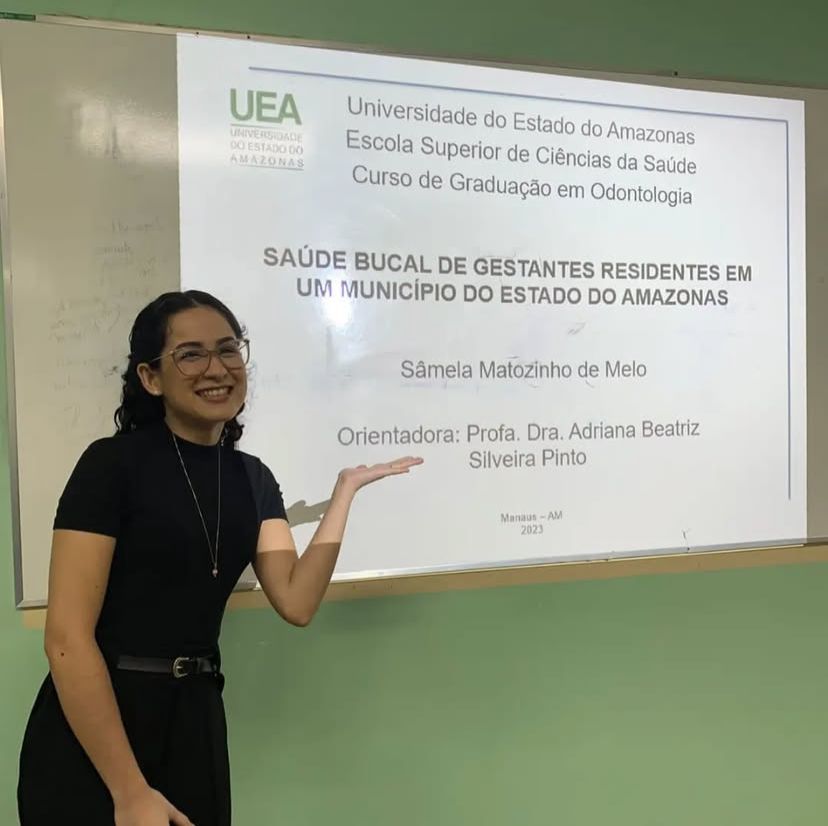 UEA
UNIVERSIDADE
DO ESTADO DO
AMAZONAS
Universidade do Estado do Amazonas
Escola Superior de Ciências da Saúde
Curso de Graduação em Odontologia
SAÚDE BUCAL DE GESTANTES RESIDENTES EM
UM MUNICÍPIO DO ESTADO DO AMAZONAS
Sâmela Matozinho de Melo
Orientadora: Profa. Dra. Adriana Beatriz
Silveira Pinto
Manaus – AM
2023